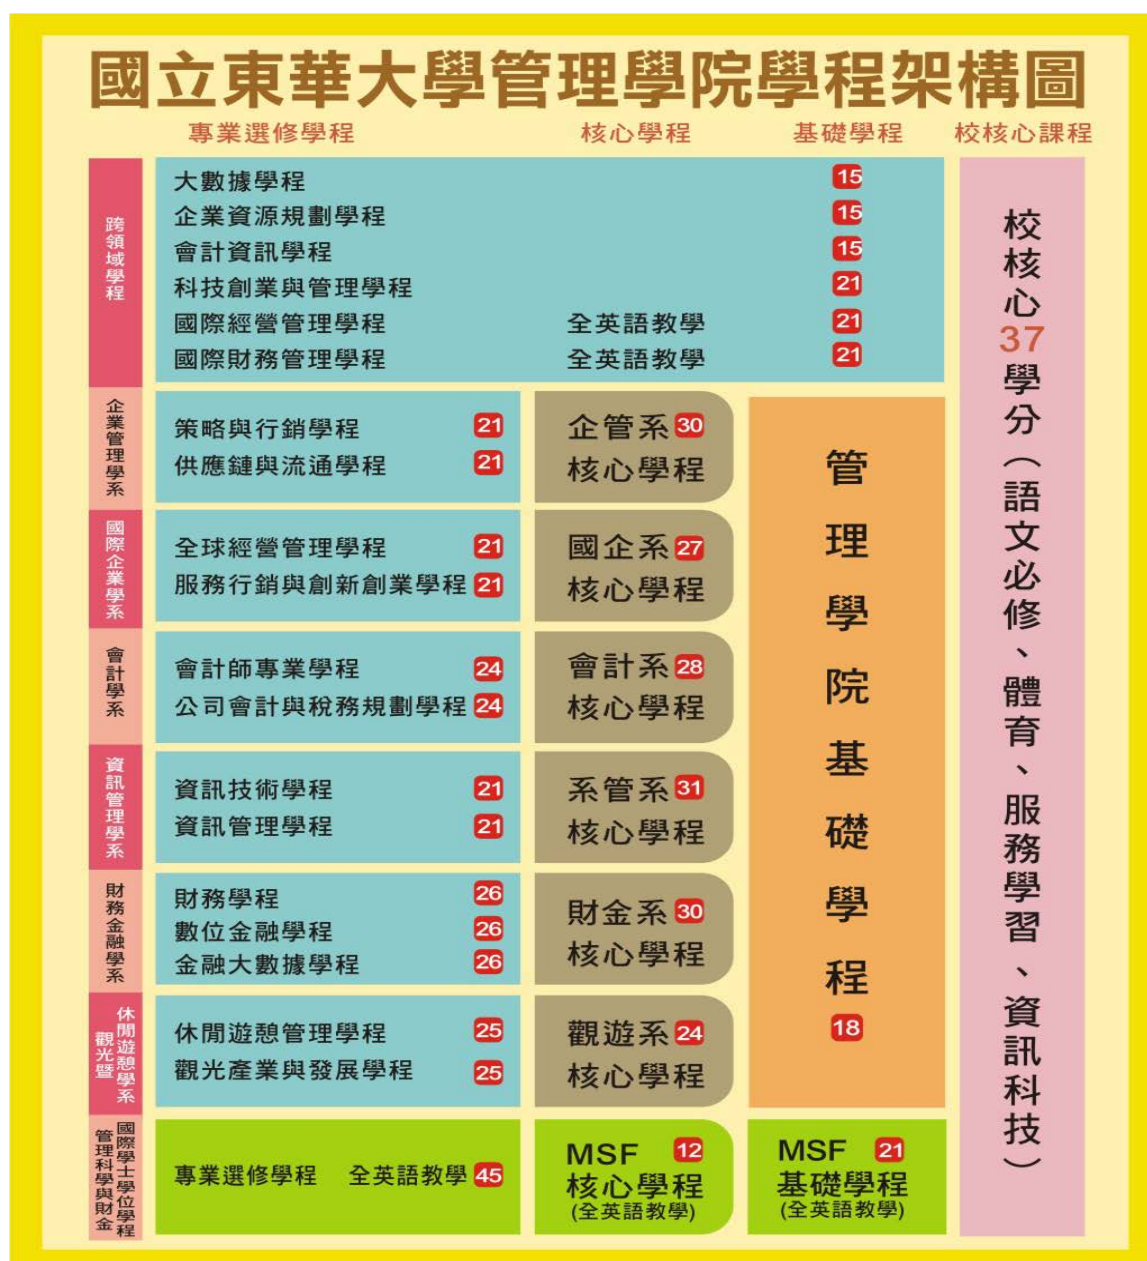 國立東華大學管理學院學程架構圖
專業選修學程 核心學程 基礎學程 校核心課程
跨領域學程
大數據學程 15
企業資源規劃學程 15
會計資訊學程 15
科技創業與管理學程 21
國際經營管理學程 全英語教學 21
國際財務管理學程 全英語教學 21
企業管理學系
策略與行銷學程 21
供應鏈與流通學程 21
企管系 30
核心學程
國際企業學系
全球經營管理學程 21
服務行銷與創新創業學程 21
國企系 27
核心學程
會計學系
會計師專業學程 24
公司會計與稅務規劃學程 24
會計系 28
核心學程
資訊管理學系
資訊技術學程 21
資訊管理學程 21
系管系 31
核心學程
財務金融學系
財務學程 26
數位金融學程 26
金融大數據學程 26
財金系 30
核心學程
觀光暨
休閒遊憩學系
休閒遊憩管理學程 25
觀光產業與發展學程 25
觀遊系 24
核心學程
管理學院基礎學程 18
管理科學與財金
國際學士學位學程
專業選修學程 全英語教學 45
MSF 12
核心學程
(全英語教學)
MSF 21
基礎學程
(全英語教學)
校核心37學分（語文必修、體育、服務學習、資訊科技）